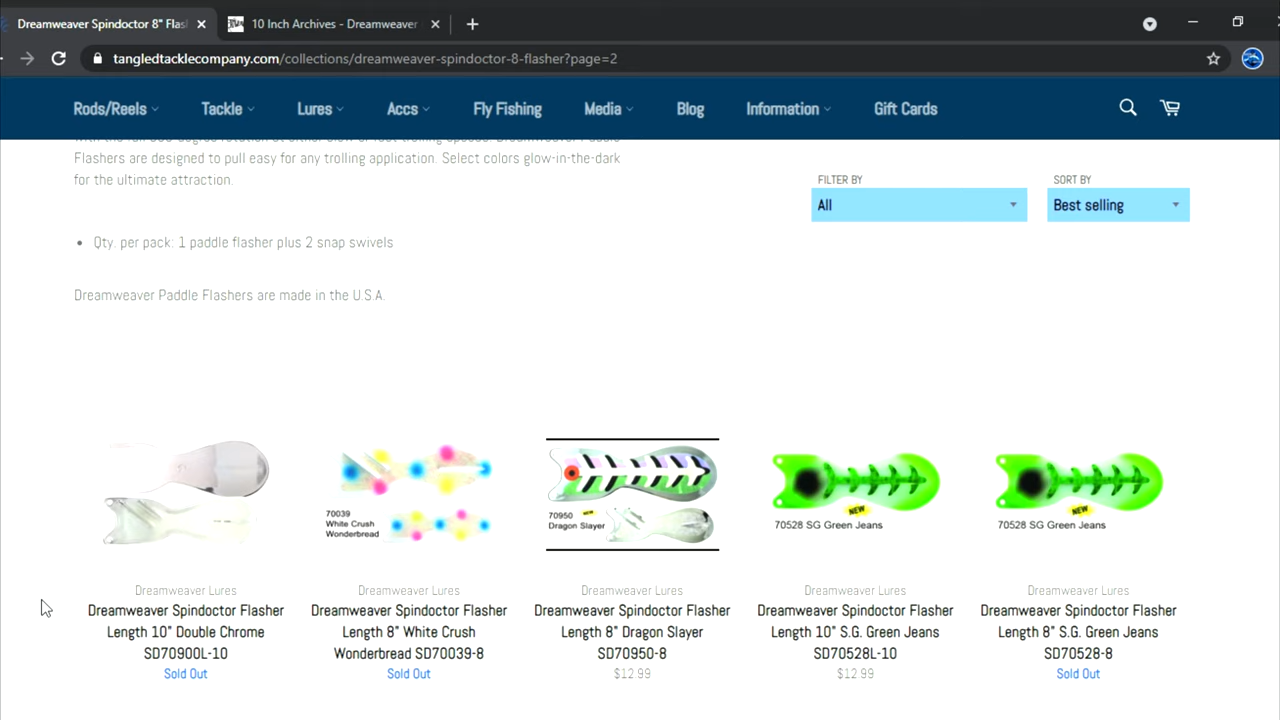 Dreamweaver Spindoctor 8" Flas
10 Inch Archives - Dreamweaver
tangledtacklecompany.com/collections/dreamweaver-spindoctor-8-flasher?page=2
Rods/Reels
Tackle
Lures
Accs
Fly Fishing
Media
Blog
Information
Gift Cards
Flashers are designed to pull easy for any trolling application. Select colors glow-in-the-dark
for the ultimate attraction.
FILTER BY
All
SORT BY
Best selling
Qty. per pack: 1 paddle flasher plus 2 snap swivels
Dreamweaver Paddle Flashers are made in the U.S.A.
70039
White Crush
Wonderbread
70950 NEW
Dragon Slayer
NEW
70528 SG Green Jeans
NEW
70528 SG Green Jeans
Dreamweaver Lures
Dreamweaver Spindoctor Flasher
Length 10" Double Chrome
SD70900L-10
Sold Out
Dreamweaver Lures
Dreamweaver Spindoctor Flasher
Length 8" White Crush
Wonderbread SD70039-8
Sold Out
Dreamweaver Lures
Dreamweaver Spindoctor Flasher
Length 8" Dragon Slayer
SD70950-8
$12.99
Dreamweaver Lures
Dreamweaver Spindoctor Flasher
Length 10" S.G. Green Jeans
SD70528L-10
$12.99
Dreamweaver Lures
Dreamweaver Spindoctor Flasher
Length 8" S.G. Green Jeans
SD70528-8
Sold Out